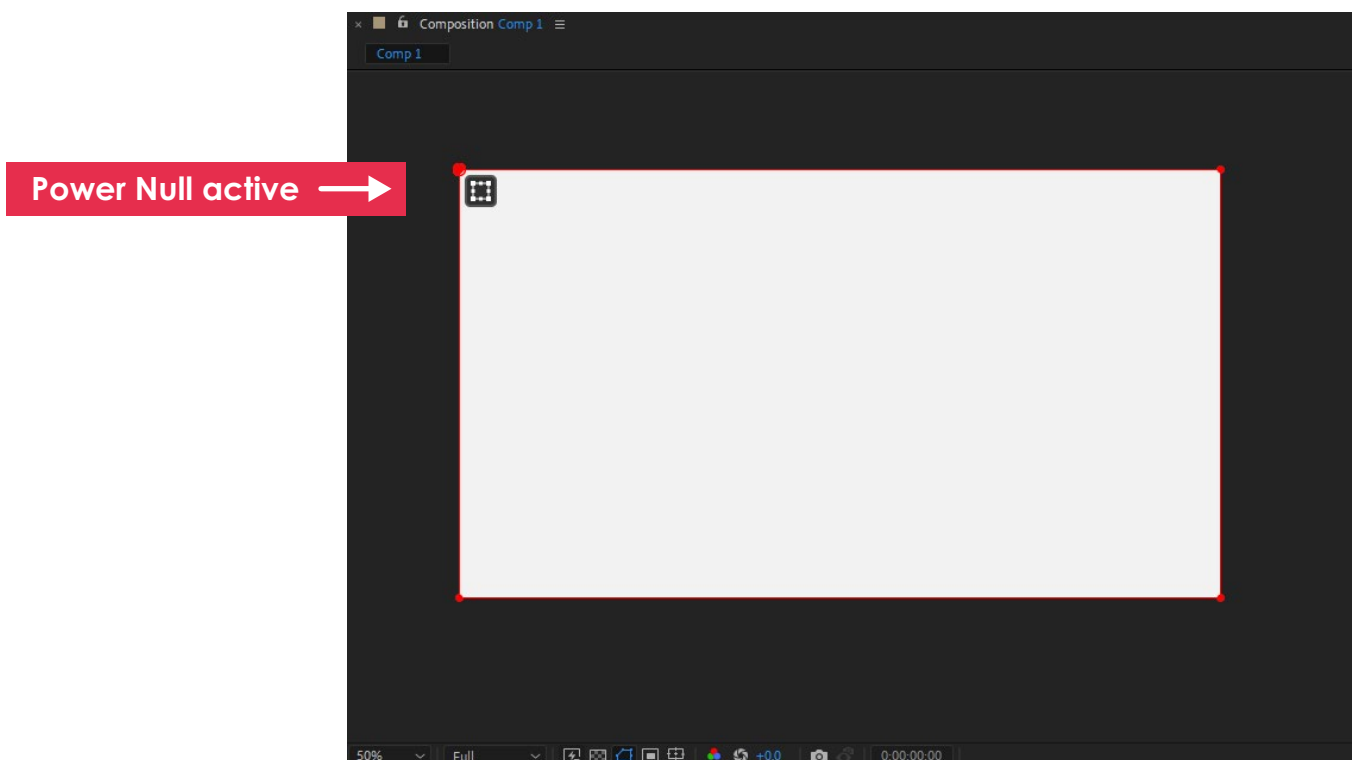 Composition Comp 1
Comp 1
Power Null active
50% Full +0.0 0:00:00:00